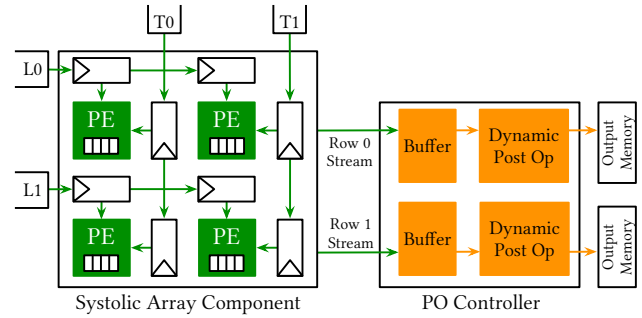 T0
T1
L0
PE
PE
Row 0
Stream
Buffer
Dynamic
Post Op
Output
Memory
L1
PE
PE
Row 1
Stream
Buffer
Dynamic
Post Op
Output
Memory
Systolic Array Component
PO Controller